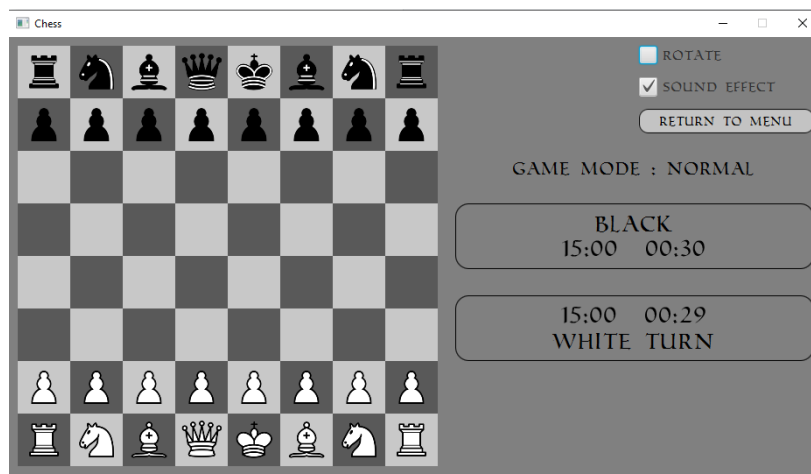 Chess
ROTATE
SOUND EFFECT
RETURN TO MENU
GAME MODE : NORMAL
BLACK
15:00 00:30
15:00 00:29
WHITE TURN